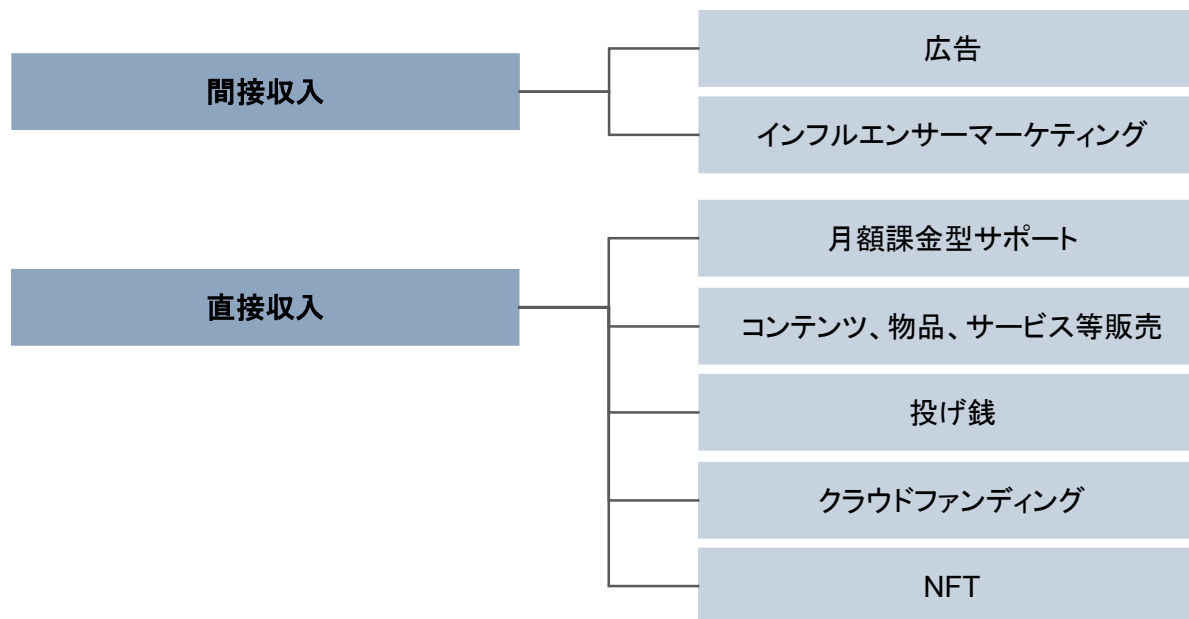 間接収入
広告
インフルエンサーマーケティング
直接収入
月額課金型サポート
コンテンツ、物品、サービス等販売
投げ銭
クラウドファンディング
NFT